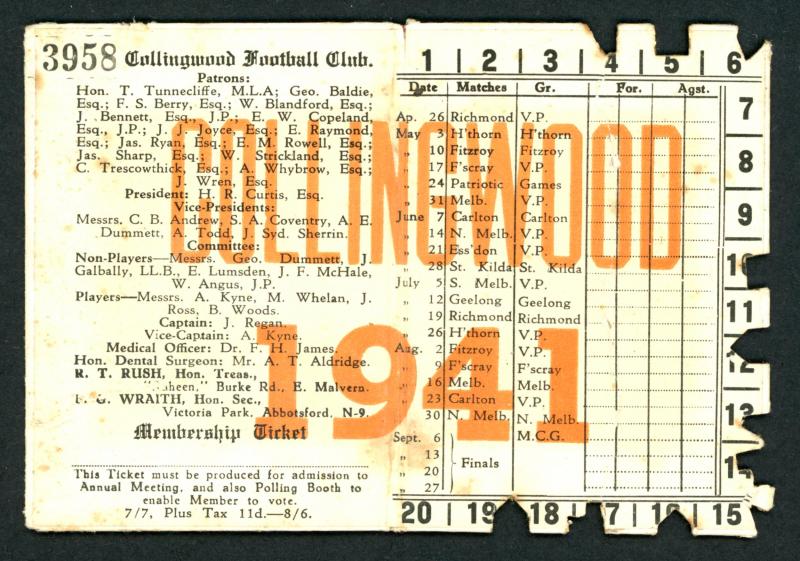 3958 Collingwood Football Club.
Patrons:
Hon. T. Tunnecliffe, M.L.A; Geo. Baldie,
Esq.; F. S. Berry, Esq.; W. Blandford, Esq.;
J. Bennett, Esq., J.P.; E. W. Copeland,
Esq., J.P.; J. J. Joyce, Esq.; E. Raymond,
Esq.; Jas. Ryan, Esq.; E. M. Rowell, Esq.;
Jas. Sharp, Esq.; W. Strickland, Esq.;
C. Trescowthick, Esq.; A. Whybrow, Esq.;
J. Wren, Esq.
President: H. R. Curtis, Esq.
Vice-Presidents:
Messrs. C. B. Andrew, S. A. Coventry, A. E.
Dummett, A. Todd, J. Syd. Sherrin.
Committee:
Non-Players—Messrs. Geo. Dummett, J.
Galbally, LL.B., E. Lumsden, J. F. McHale,
W. Angus, J.P.
Players—Messrs. A. Kyne, M. Whelan, J.
Ross, B. Woods.
Captain: J. Regan.
Vice-Captain: A. Kyne.
Medical Officer: Dr. F. H. James.
Hon. Dental Surgeon: Mr. A. T. Aldridge.
R. T. RUSH, Hon. Treas.,
Burke Rd., E. Malvern.
WRAITH, Hon. Sec.,
Victoria Park, Abbotsford, N-9.
Membership Ticket
This Ticket must be produced for admission to
Annual Meeting, and also Polling Booth to
enable Member to vote.
7/7, Plus Tax 11d.—8/6.
COLLINGWOOD
1941
1 | 2 | 3 | 4 | 5 | 6
Date Matches Gr. For. Agst.
Ap. 26 Richmond V.P.
May 3 H'thorn H'thorn
„ 10 Fitzroy Fitzroy
„ 17 F'scray V.P.
„ 24 Patriotic Games
„ 31 Melb. V.P.
June 7 Carlton Carlton
„ 14 N. Melb. V.P.
„ 21 Ess'don V.P.
„ 28 St. Kilda St. Kilda
July 5 S. Melb. V.P.
„ 12 Geelong Geelong
„ 19 Richmond Richmond
„ 26 H'thorn V.P.
Aug. 2 Fitzroy V.P.
„ 9 F'scray F'scray
„ 16 Melb. Melb.
„ 23 Carlton V.P.
„ 30 N. Melb. N. Melb.
Sept. 6 M.C.G.
„ 13
Finals
„ 20
„ 27
7
8
9
10
11
12
13
14
20 | 19 | 18 | 17 | 16 | 15